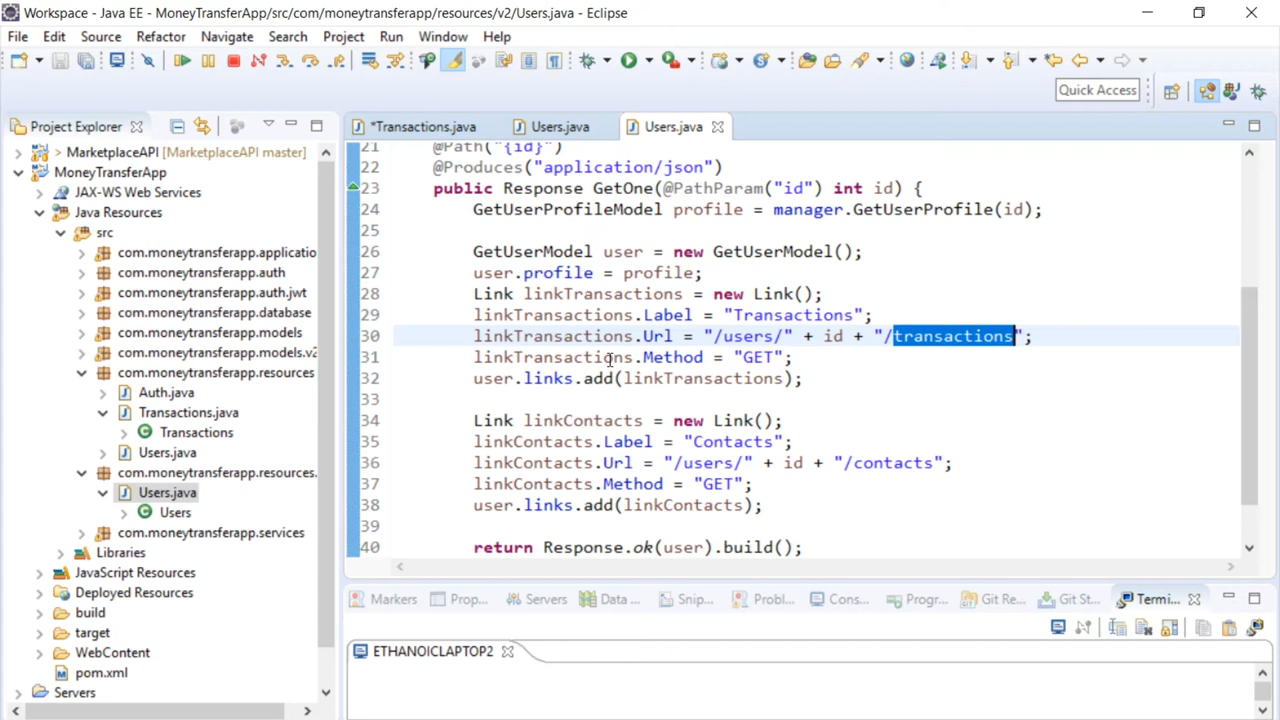 Workspace - Java EE - MoneyTransferApp/src/com/moneytransferapp/resources/v2/Users.java - Eclipse
File Edit Source Refactor Navigate Search Project Run Window Help
Quick Access
Project Explorer
*Transactions.java Users.java Users.java
> MarketplaceAPI [MarketplaceAPI master]
MoneyTransferApp
JAX-WS Web Services
Java Resources
src
com.moneytransferapp.applicatio
com.moneytransferapp.auth
com.moneytransferapp.auth.jwt
com.moneytransferapp.database
com.moneytransferapp.models
com.moneytransferapp.models.v2
com.moneytransferapp.resources
Auth.java
Transactions.java
Transactions
Users.java
com.moneytransferapp.resources.
Users.java
Users
com.moneytransferapp.services
Libraries
JavaScript Resources
Deployed Resources
build
target
WebContent
pom.xml
Servers
21 @Path("{id}")
22 @Produces("application/json")
23 public Response GetOne(@PathParam("id") int id) {
24 GetUserProfileModel profile = manager.GetUserProfile(id);
25
26 GetUserModel user = new GetUserModel();
27 user.profile = profile;
28 Link linkTransactions = new Link();
29 linkTransactions.Label = "Transactions";
30 linkTransactions.Url = "/users/" + id + "/transactions";
31 linkTransactions.Method = "GET";
32 user.links.add(linkTransactions);
33
34 Link linkContacts = new Link();
35 linkContacts.Label = "Contacts";
36 linkContacts.Url = "/users/" + id + "/contacts";
37 linkContacts.Method = "GET";
38 user.links.add(linkContacts);
39
40 return Response.ok(user).build();
Markers Prop... Servers Data ... Snip... Probl... Cons... Progr... Git Re... Git St... Termi...
ETHANOICLAPTOP2